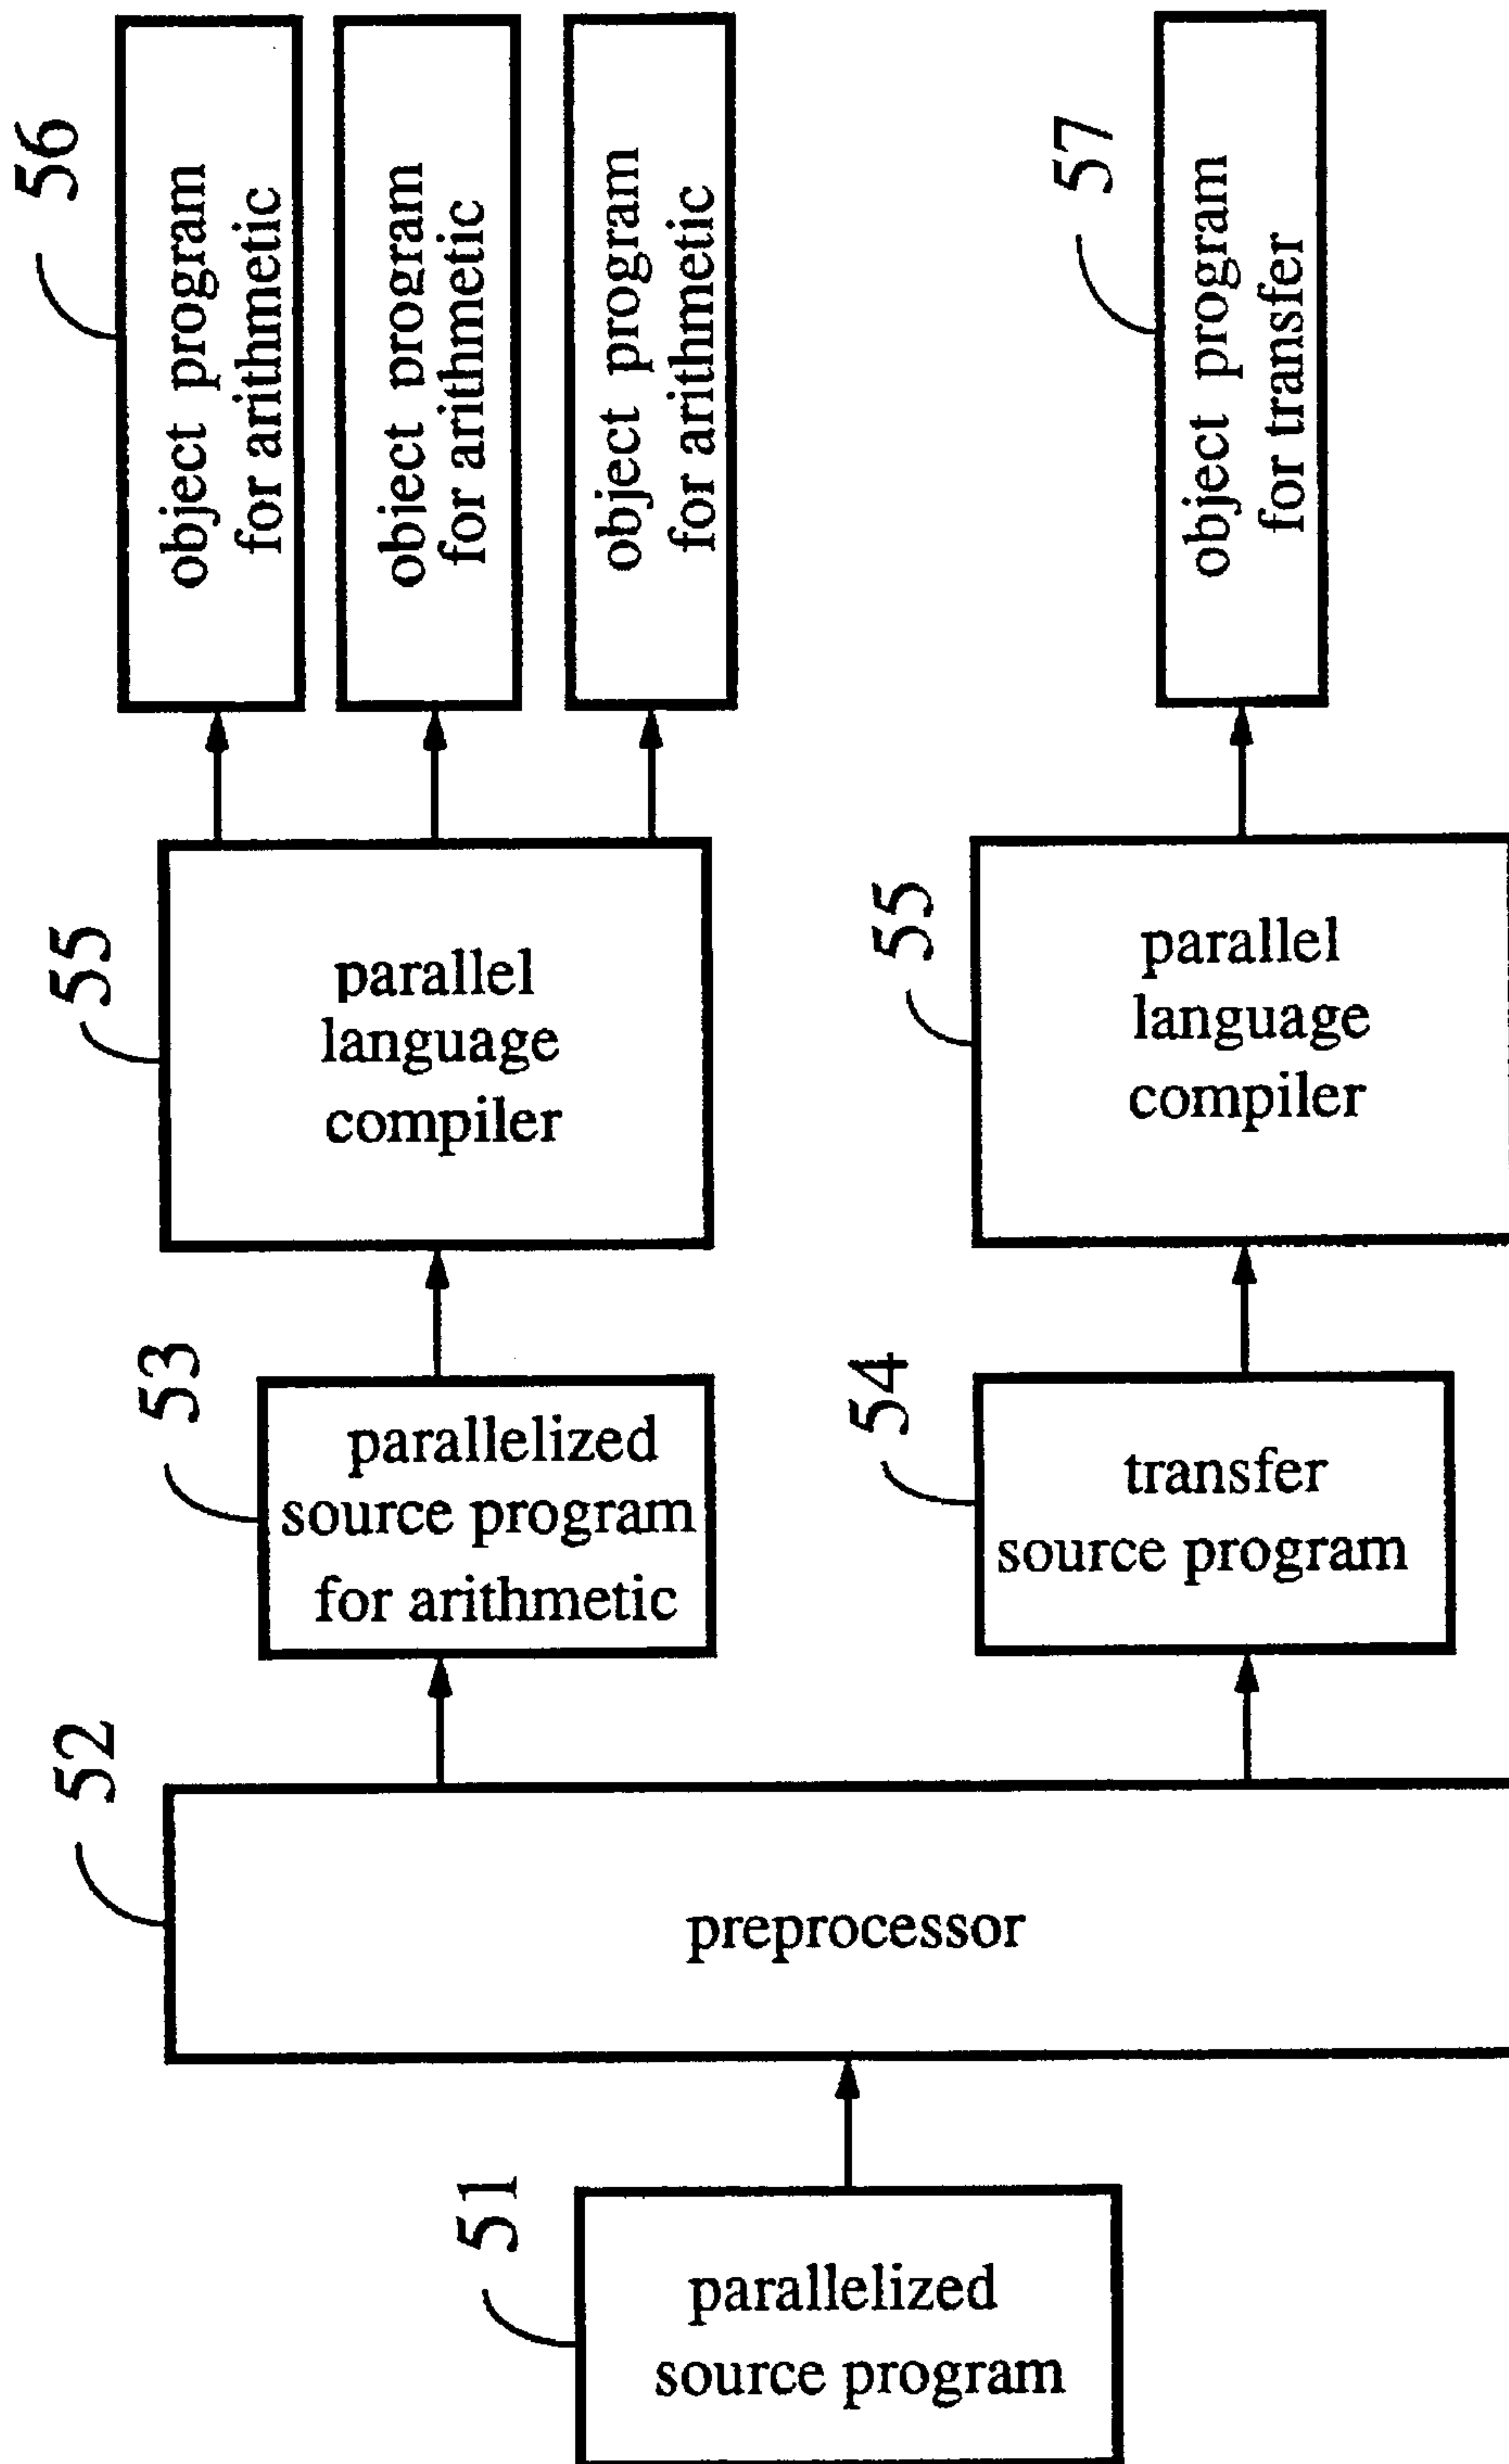 56
object program
for arithmetic
object program
for arithmetic
object program
for arithmetic
57
object program
for transfer
55
parallel
language
compiler
55
parallel
language
compiler
53
parallelized
source program
for arithmetic
54
transfer
source program
52
preprocessor
51
parallelized
source program